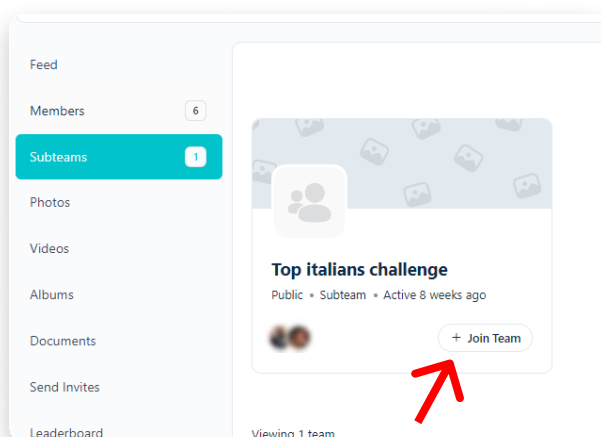 Feed
Members 6
Subteams 1
Photos
Videos
Albums
Documents
Send Invites
Leaderboard
Top italians challenge
Public • Subteam • Active 8 weeks ago
+ Join Team
Viewing 1 team